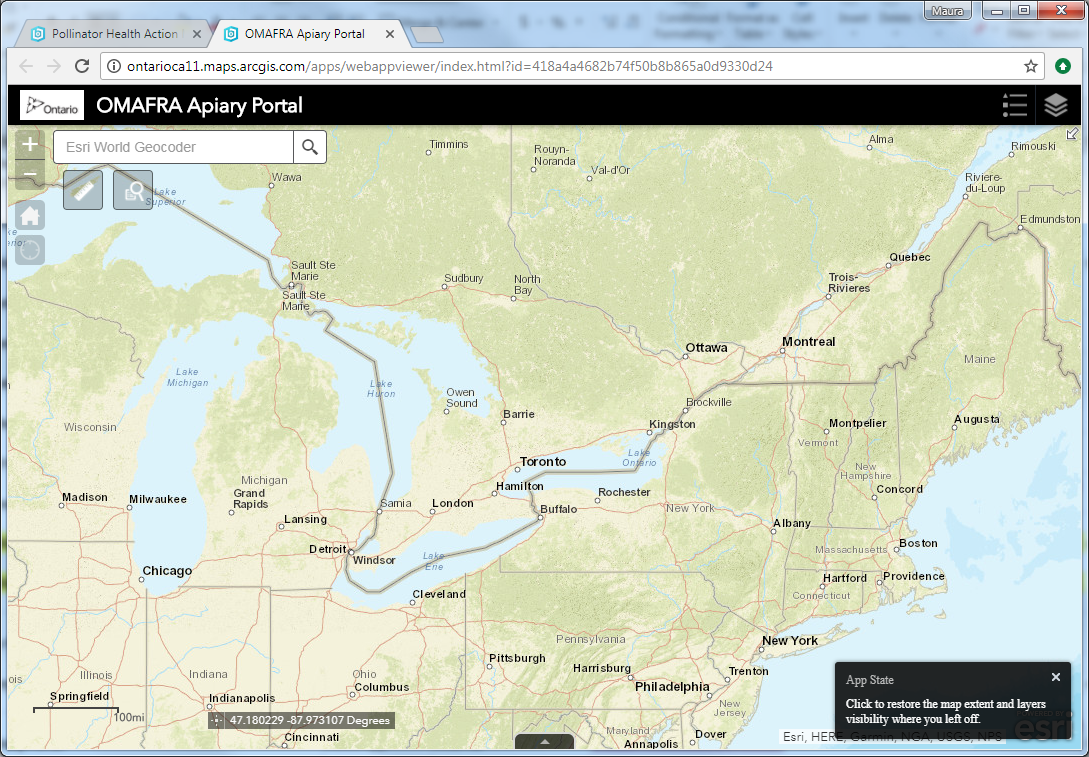 Maura
Pollinator Health Action
OMAFRA Apiary Portal
ontarioca11.maps.arcgis.com/apps/webappviewer/index.html?id=418a4a4682b74f50b8b865a0d9330d24
Ontario
OMAFRA Apiary Portal
Esri World Geocoder
Timmins
Rouyn-
Noranda
Val-d'Or
Alma
Rimouski
Riviere-
du-Loup
Edmundston
Wawa
Lake
Superior
Sault Ste
Marie
Sault Ste
Marie
Sudbury
North
Bay
Quebec
Trois-
Rivieres
Ottawa
Montreal
Maine
Lake
Michigan
Lake
Huron
Owen
Sound
Barrie
Brockville
Kingston
Lake
Ontario
Montpelier
Augusta
Vermont
Wisconsin
Toronto
New
Hampshire
Michigan
Madison
Milwaukee
Grand
Rapids
Sarnia
London
Hamilton
Rochester
Concord
Lansing
Buffalo
New York
Albany
Detroit
Windsor
Lake
Erie
Massachusetts
Boston
Chicago
Cleveland
Hartford
Providence
Connecticut
Pennsylvania
New York
Pittsburgh
Harrisburg
Trenton
Illinois
Indiana
Ohio
Columbus
Philadelphia
New
Jersey
Springfield
Indianapolis
100mi
47.180229 -87.973107 Degrees
Cincinnati
Maryland
Annapolis
Dover
App State
Click to restore the map extent and layers
visibility where you left off.
esri
Esri, HERE, Garmin, NGA, USGS, NPS